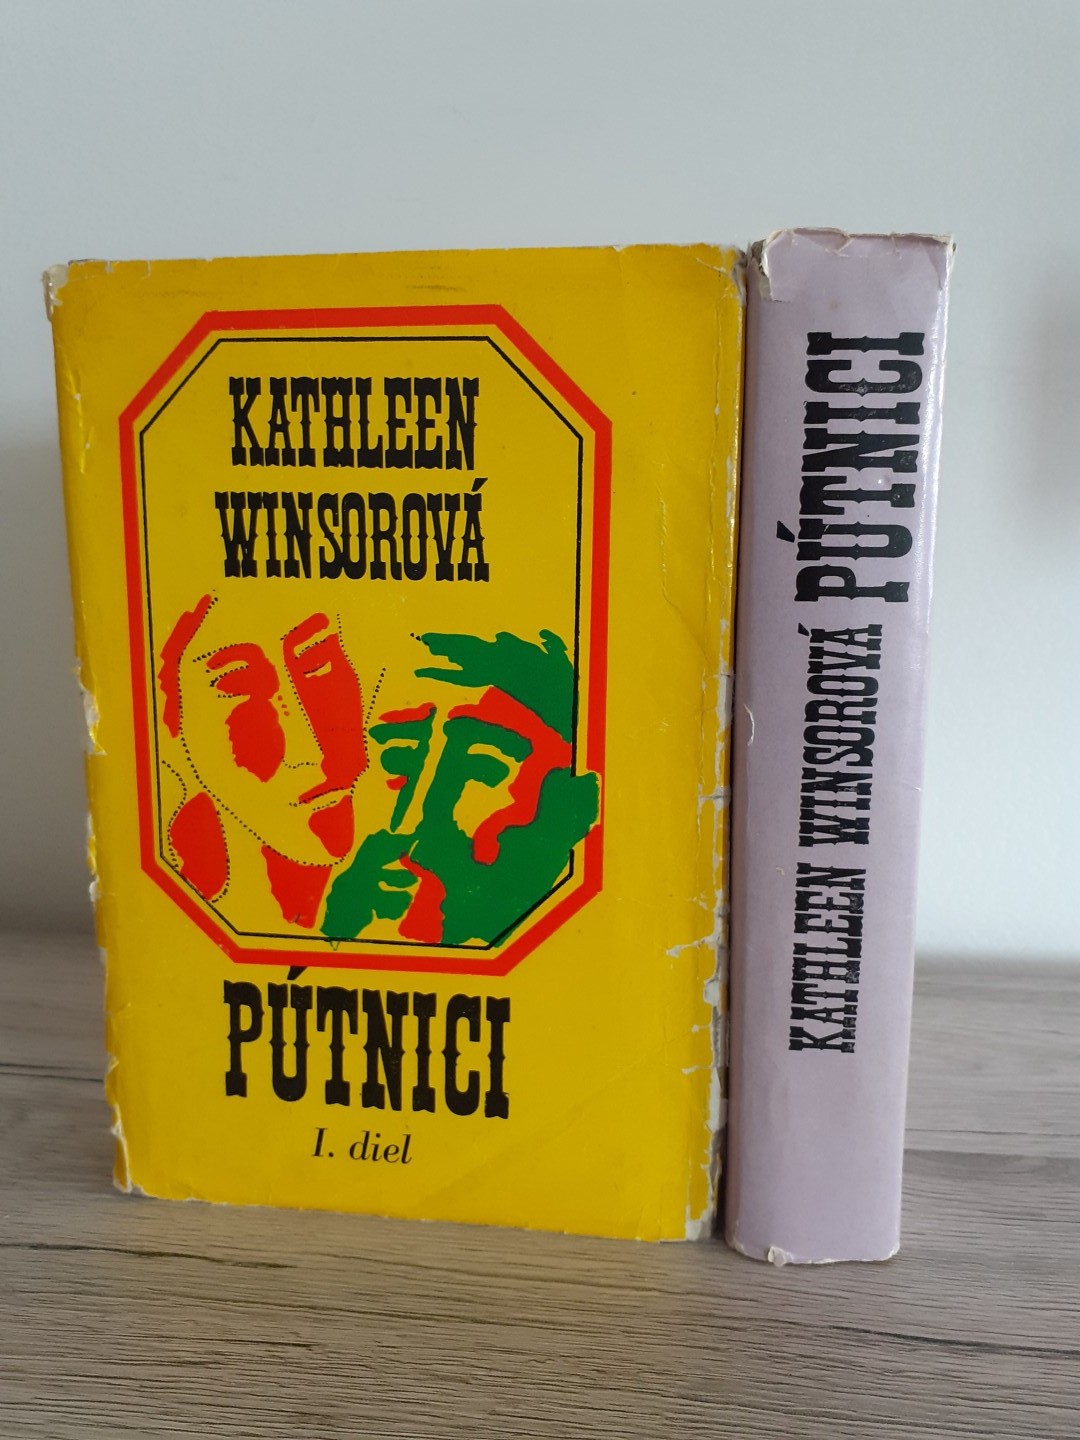 KATHLEEN
WINSOROVÁ
PÚTNICI
I. diel
KATHLEEN WINSOROVÁ PÚTNICI